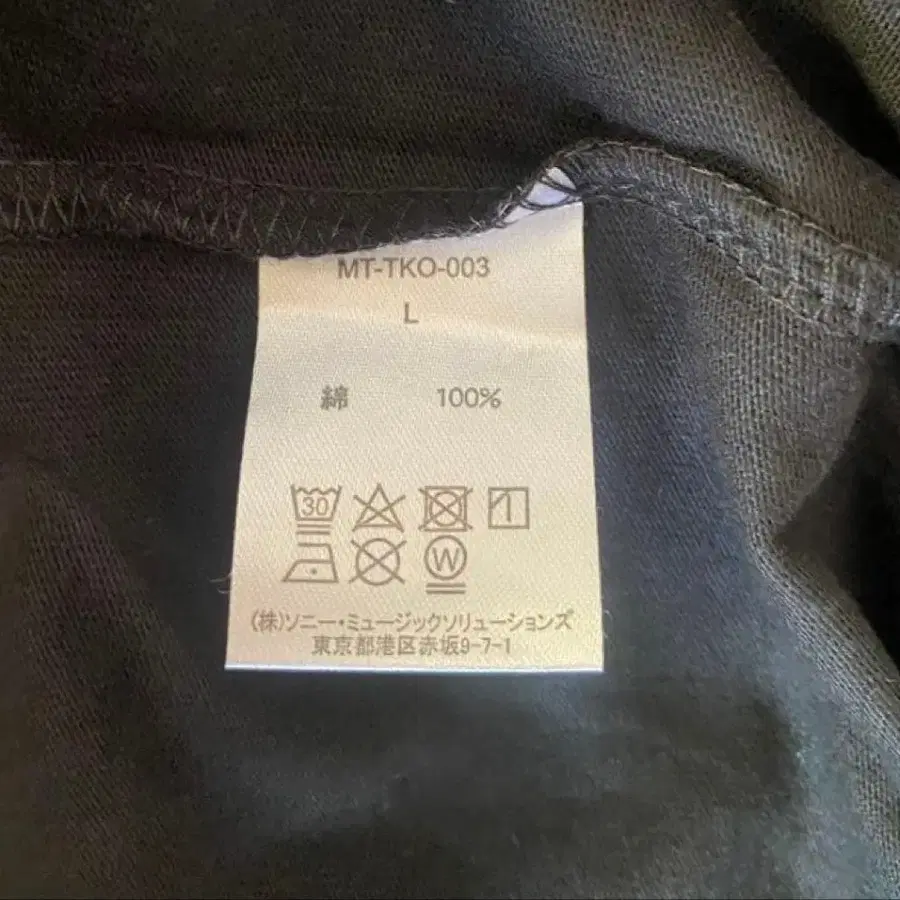 MT-TKO-003
L
綿 100%
30
W
(株)ソニー・ミュージックソリューションズ
東京都港区赤坂9-7-1